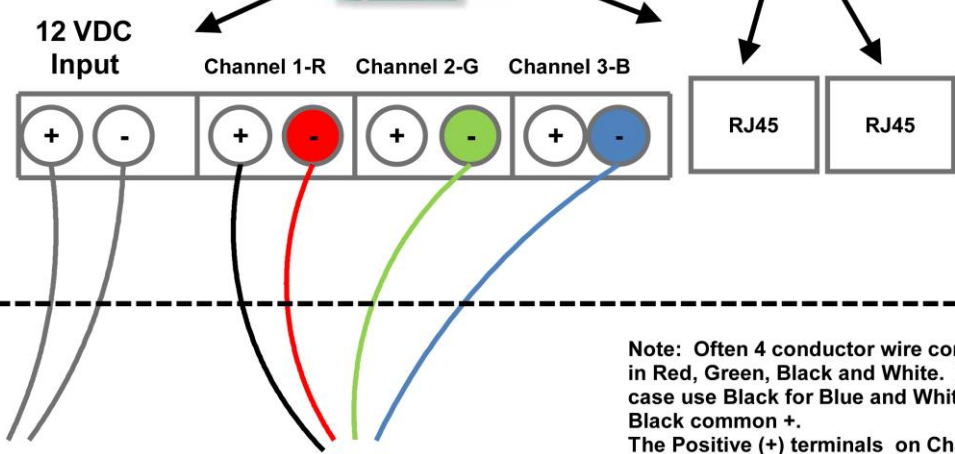 12 VDC
Input
Channel 1-R Channel 2-G Channel 3-B
+ - + - + - + -
RJ45 RJ45
Note: Often 4 conductor wire
in Red, Green, Black and White.
case use Black for Blue and
Black common +.
The Positive (+) terminals on